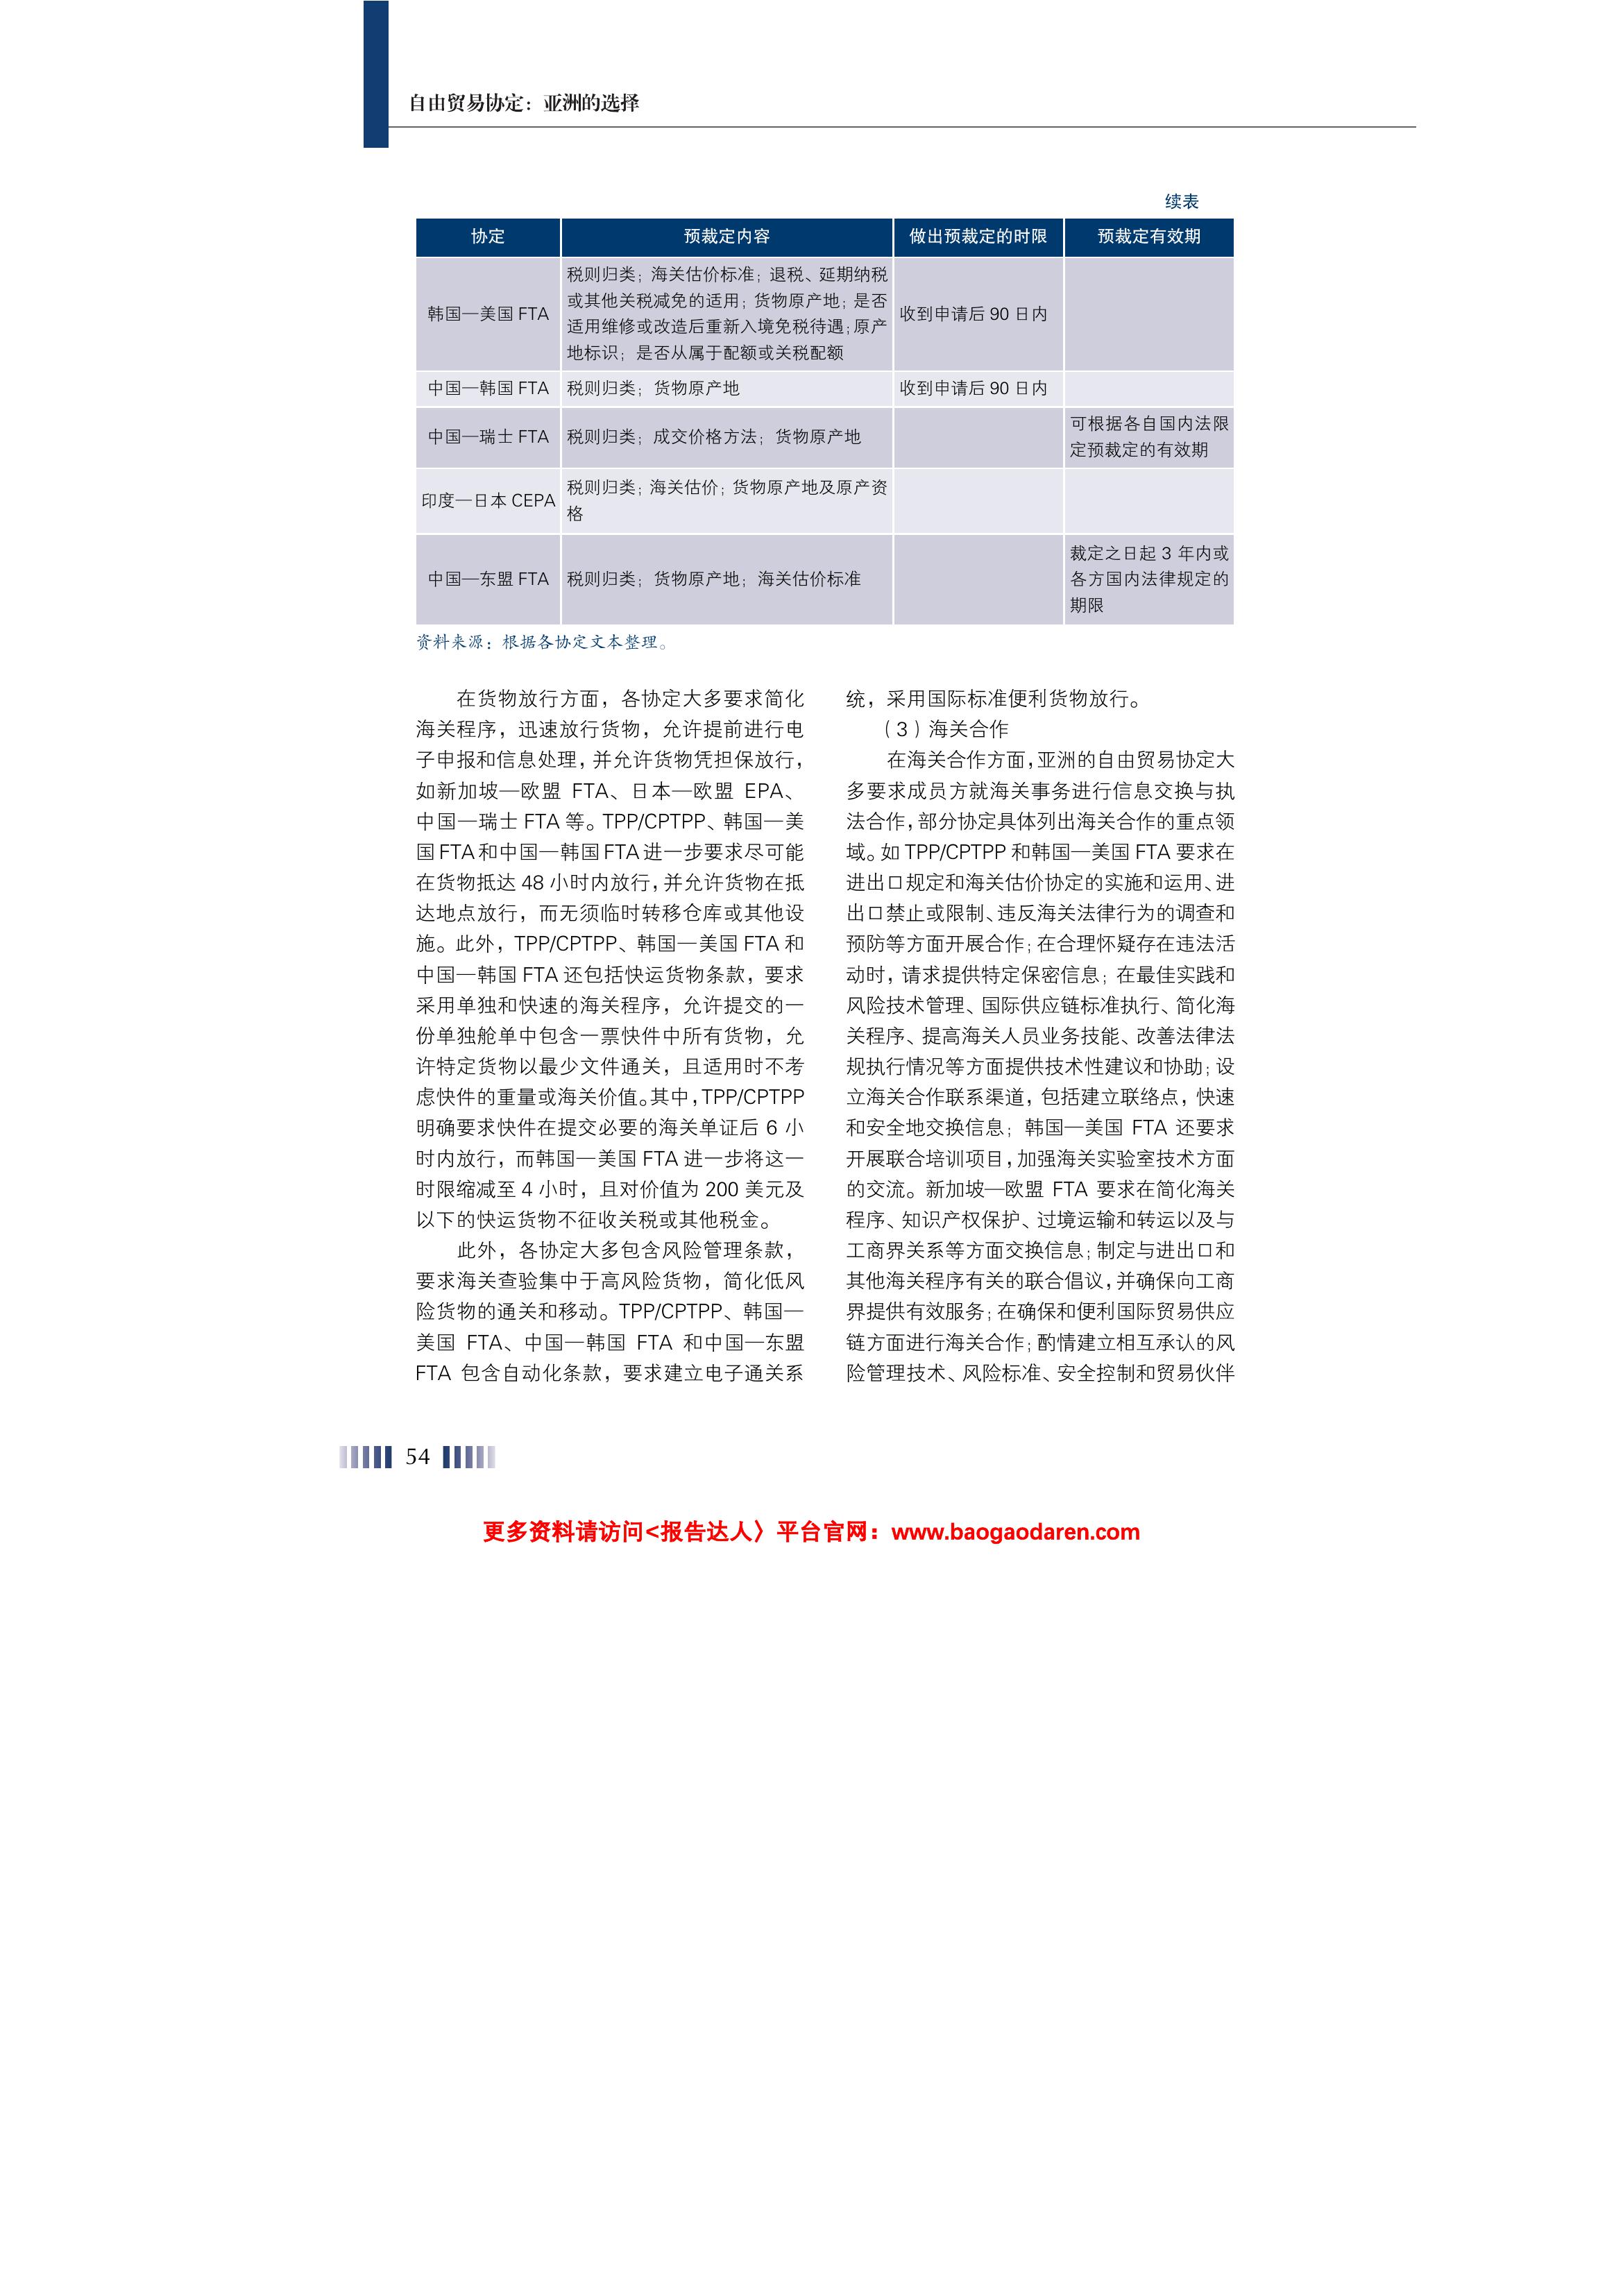 自由贸易协定：亚洲的选择
续表
协定 预裁定内容 做出预裁定的时限 预裁定有效期
韩国—美国 FTA
税则归类；海关估价标准；退税、延期纳税
或其他关税减免的适用；货物原产地；是否
适用维修或改造后重新入境免税待遇；原产
地标识；是否从属于配额或关税配额
收到申请后 90 日内
中国—韩国 FTA 税则归类；货物原产地 收到申请后 90 日内
中国—瑞士 FTA 税则归类；成交价格方法；货物原产地
可根据各自国内法限
定预裁定的有效期
印度—日本 CEPA
税则归类；海关估价；货物原产地及原产资
格
中国—东盟 FTA 税则归类；货物原产地；海关估价标准
裁定之日起 3 年内或
各方国内法律规定的
期限
资料来源：根据各协定文本整理。
在货物放行方面，各协定大多要求简化
海关程序，迅速放行货物，允许提前进行电
子申报和信息处理，并允许货物凭担保放行，
如新加坡—欧盟 FTA、日本—欧盟 EPA、
中国—瑞士 FTA 等。TPP/CPTPP、韩国—美
国 FTA 和中国—韩国 FTA 进一步要求尽可能
在货物抵达 48 小时内放行，并允许货物在抵
达地点放行，而无须临时转移仓库或其他设
施。此外，TPP/CPTPP、韩国—美国 FTA 和
中国—韩国 FTA 还包括快运货物条款，要求
采用单独和快速的海关程序，允许提交的一
份单独舱单中包含一票快件中所有货物，允
许特定货物以最少文件通关，且适用时不考
虑快件的重量或海关价值。其中，TPP/CPTPP
明确要求快件在提交必要的海关单证后 6 小
时内放行，而韩国—美国 FTA 进一步将这一
时限缩减至 4 小时，且对价值为 200 美元及
以下的快运货物不征收关税或其他税金。
此外，各协定大多包含风险管理条款，
要求海关查验集中于高风险货物，简化低风
险货物的通关和移动。TPP/CPTPP、韩国—
美国 FTA、中国—韩国 FTA 和中国—东盟
FTA 包含自动化条款，要求建立电子通关系
统，采用国际标准便利货物放行。
（3）海关合作
在海关合作方面，亚洲的自由贸易协定大
多要求成员方就海关事务进行信息交换与执
法合作，部分协定具体列出海关合作的重点领
域。如 TPP/CPTPP 和韩国—美国 FTA 要求在
进出口规定和海关估价协定的实施和运用、进
出口禁止或限制、违反海关法律行为的调查和
预防等方面开展合作；在合理怀疑存在违法活
动时，请求提供特定保密信息；在最佳实践和
风险技术管理、国际供应链标准执行、简化海
关程序、提高海关人员业务技能、改善法律法
规执行情况等方面提供技术性建议和协助；设
立海关合作联系渠道，包括建立联络点，快速
和安全地交换信息；韩国—美国 FTA 还要求
开展联合培训项目，加强海关实验室技术方面
的交流。新加坡—欧盟 FTA 要求在简化海关
程序、知识产权保护、过境运输和转运以及与
工商界关系等方面交换信息；制定与进出口和
其他海关程序有关的联合倡议，并确保向工商
界提供有效服务；在确保和便利国际贸易供应
链方面进行海关合作；酌情建立相互承认的风
险管理技术、风险标准、安全控制和贸易伙伴
54
更多资料请访问<报告达人〉平台官网：www.baogaodaren.com